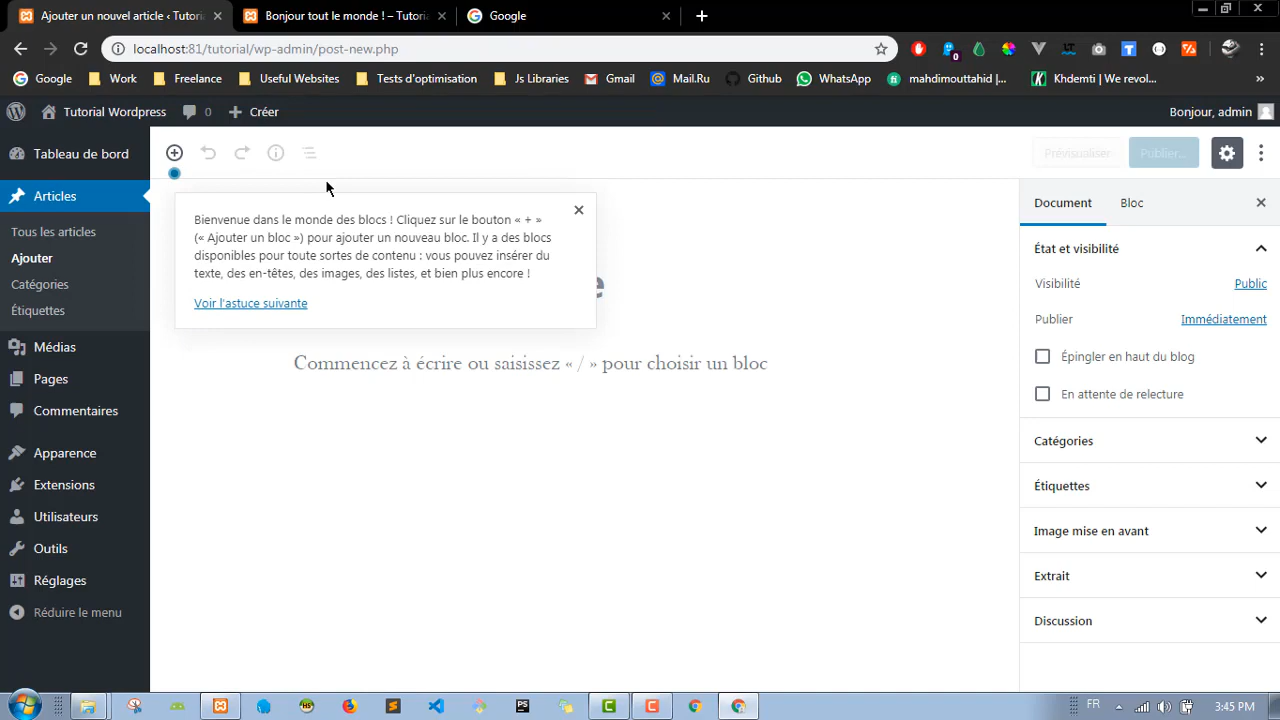 Ajouter un nouvel article ‹ Tutori
Bonjour tout le monde ! – Tutoria
Google
localhost:81/tutorial/wp-admin/post-new.php
0
Google
Work
Freelance
Useful Websites
Tests d'optimisation
Js Libraries
Gmail
Mail.Ru
Github
WhatsApp
mahdimouttahid |...
Khdemti | We revol...
»
Tutorial Wordpress
0
Créer
Bonjour, admin
Tableau de bord
Articles
Tous les articles
Ajouter
Catégories
Étiquettes
Médias
Pages
Commentaires
Apparence
Extensions
Utilisateurs
Outils
Réglages
Réduire le menu
Prévisualiser
Publier...
Bienvenue dans le monde des blocs ! Cliquez sur le bouton « + »
(« Ajouter un bloc ») pour ajouter un nouveau bloc. Il y a des blocs
disponibles pour toute sortes de contenu : vous pouvez insérer du
texte, des en-têtes, des images, des listes, et bien plus encore !
Voir l'astuce suivante
e
Commencez à écrire ou saisissez « / » pour choisir un bloc
Document
Bloc
État et visibilité
Visibilité
Public
Publier
Immédiatement
Épingler en haut du blog
En attente de relecture
Catégories
Étiquettes
Image mise en avant
Extrait
Discussion
FR
3:45 PM